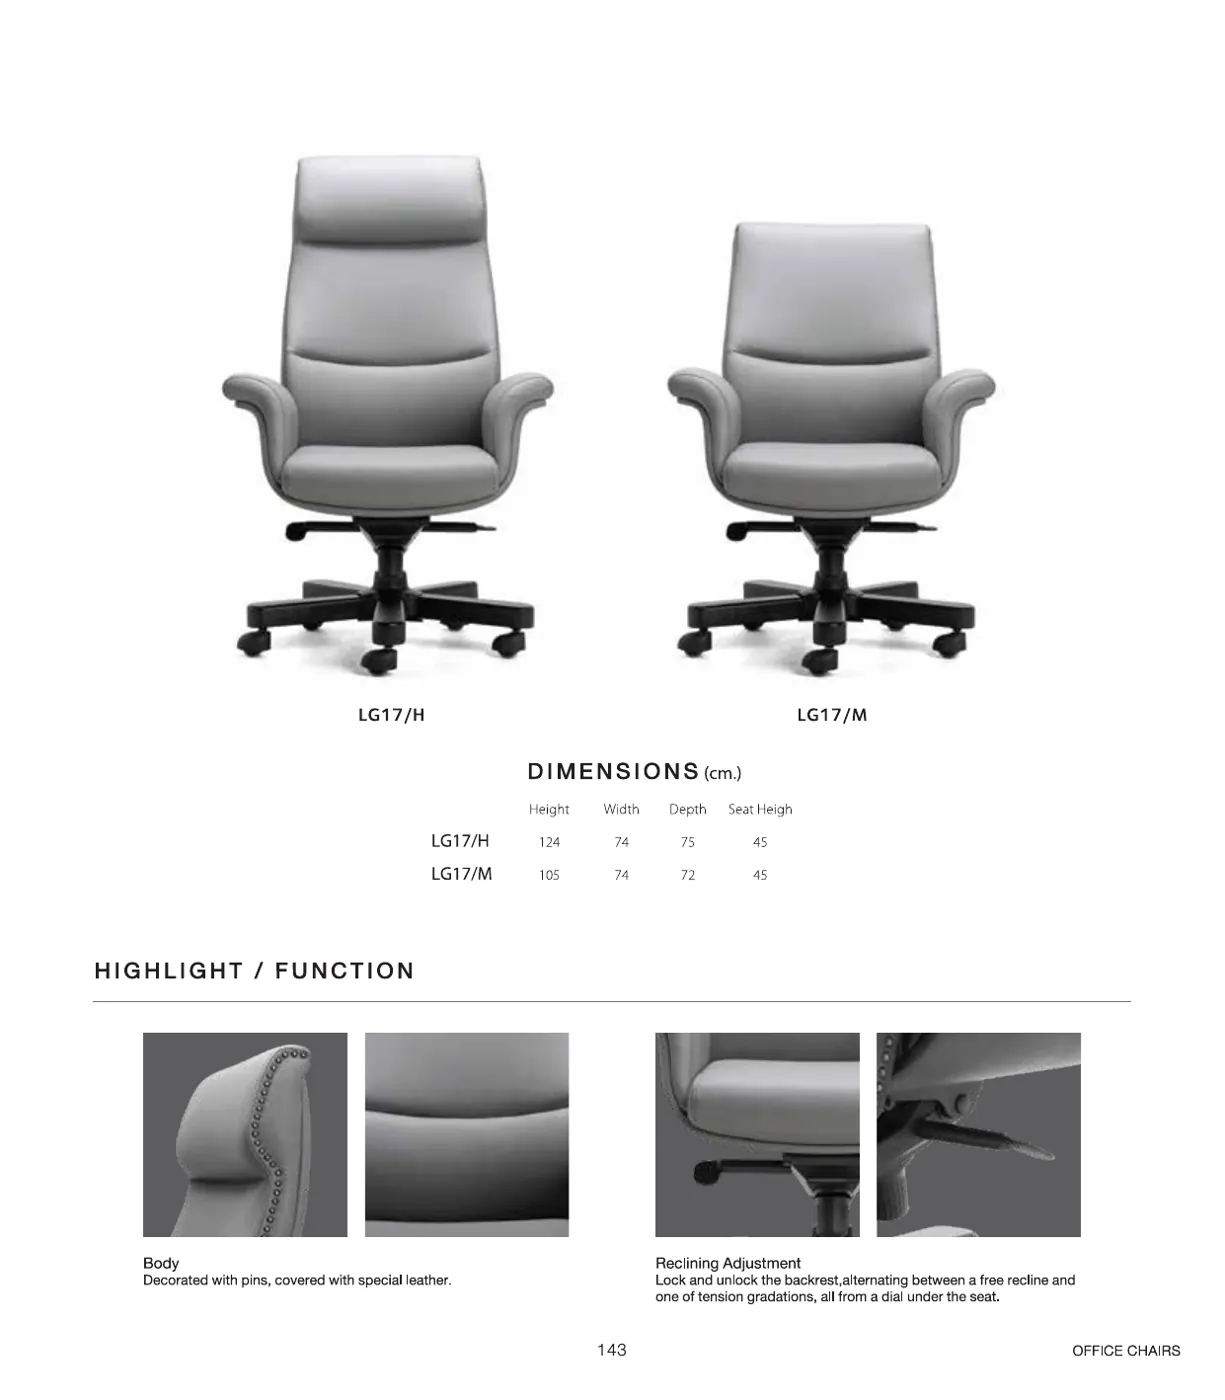 LG17/H
LG17/M
DIMENSIONS (cm.)
Height Width Depth Seat Heigh
LG17/H 124 74 75 45
LG17/M 105 74 72 45
HIGHLIGHT / FUNCTION
Body
Decorated with pins, covered with special leather.
Reclining Adjustment
Lock and unlock the backrest,alternating between a free recline and
one of tension gradations, all from a dial under the seat.
143
OFFICE CHAIRS